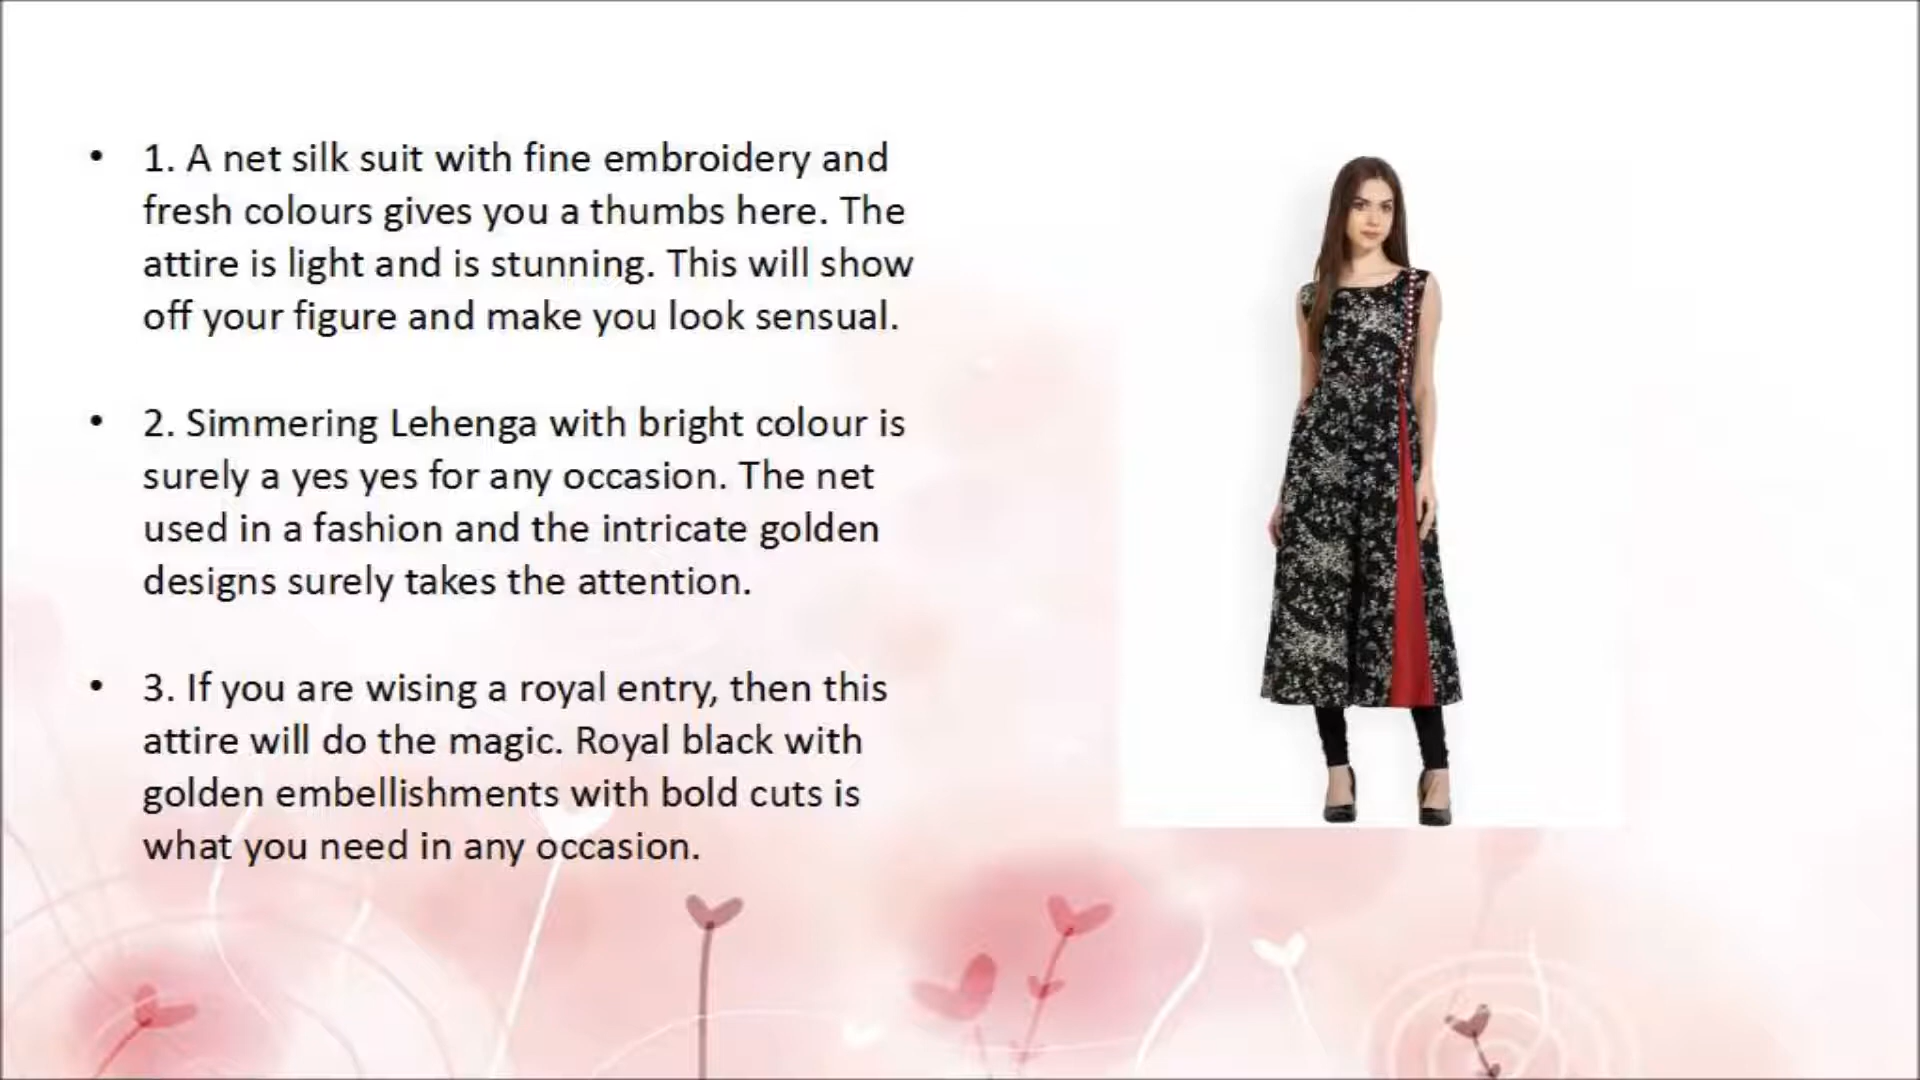 • 1. A net silk suit with fine embroidery and
fresh colours gives you a thumbs here. The
attire is light and is stunning. This will show
off your figure and make you look sensual.
• 2. Simmering Lehenga with bright colour is
surely a yes yes for any occasion. The net
used in a fashion and the intricate golden
designs surely takes the attention.
• 3. If you are wising a royal entry, then this
attire will do the magic. Royal black with
golden embellishments with bold cuts is
what you need in any occasion.